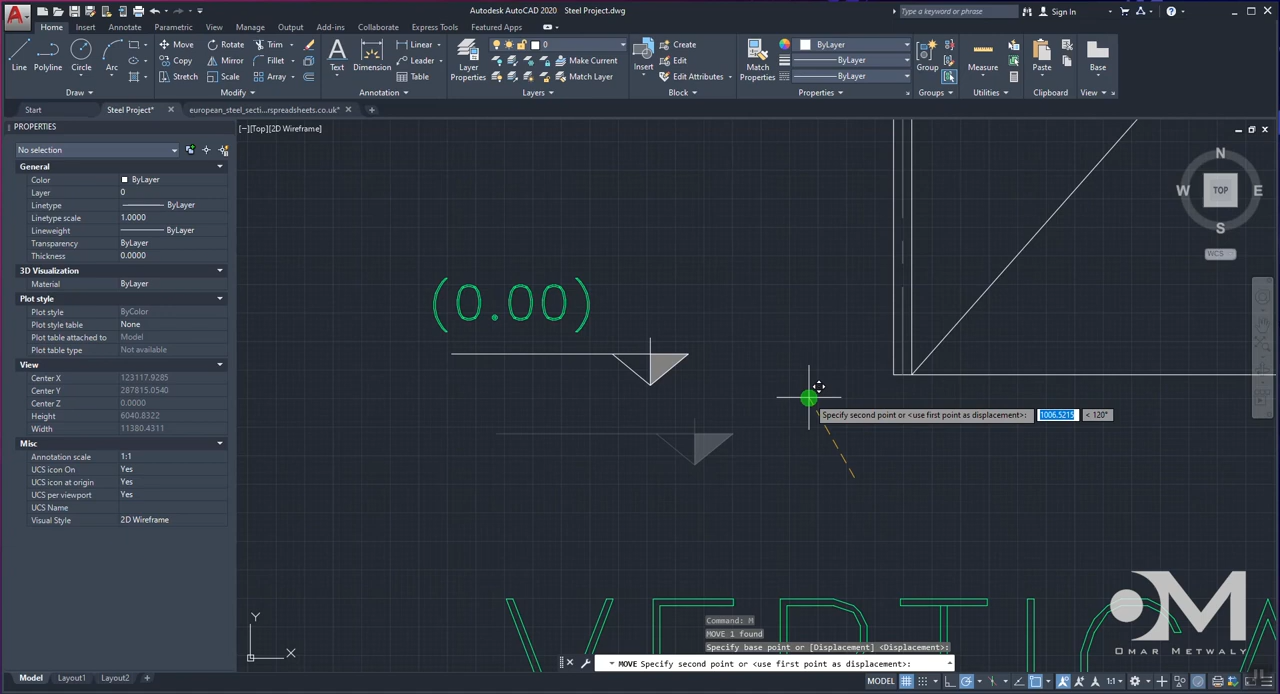 Autodesk AutoCAD 2020 Steel Project.dwg
Type a keyword or phrase
Sign In
Home Insert Annotate Parametric View Manage Output Add-ins Collaborate Express Tools Featured Apps
Line Polyline Circle Arc
Move Rotate Trim
Copy Mirror Fillet
Stretch Scale Array
Text Dimension
Linear
Leader
Table
Layer
Properties
0
Make Current
Match Layer
Insert
Create
Edit
Edit Attributes
Match
Properties
ByLayer
ByLayer
ByLayer
Group
Measure
Paste
Base
Draw Modify Annotation Layers Block Properties Groups Utilities Clipboard View
Start Steel Project* european_steel_secti...rspreadsheets.co.uk*
PROPERTIES
No selection
General
Color ByLayer
Layer 0
Linetype ByLayer
Linetype scale 1.0000
Lineweight ByLayer
Transparency ByLayer
Thickness 0.0000
3D Visualization
Material ByLayer
Plot style
Plot style ByColor
Plot style table None
Plot table attached to Model
Plot table type Not available
View
Center X 123117.9285
Center Y 287815.0540
Center Z 0.0000
Height 6040.8322
Width 11380.4311
Misc
Annotation scale 1:1
UCS icon On Yes
UCS icon at origin Yes
UCS per viewport Yes
UCS Name
Visual Style 2D Wireframe
[−][Top][2D Wireframe]
N
W TOP E
S
WCS
(0.00)
Specify second point or <use first point as displacement>: 1006.5215 < 120°
Y
X
Command: M
MOVE 1 found
Specify base point or [Displacement] <Displacement>:
MOVE Specify second point or <use first point as displacement>:
OMAR METWALY
Model Layout1 Layout2 +
MODEL 1:1